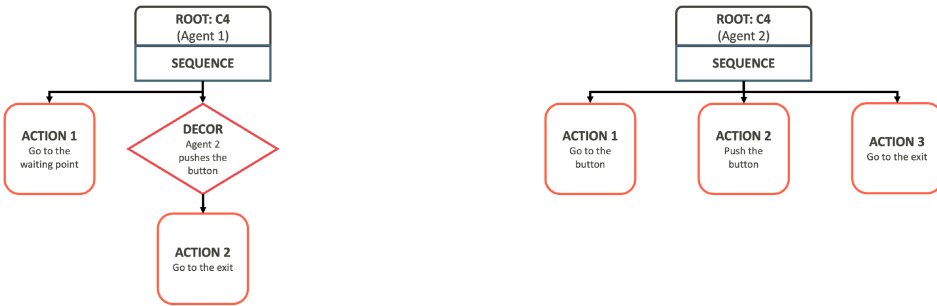 ROOT: C4
(Agent 1)
SEQUENCE
ACTION 1
Go to the
waiting point
DECOR
Agent 2
pushes the
button
ACTION 2
Go to the exit
ROOT: C4
(Agent 2)
SEQUENCE
ACTION 1
Go to the
button
ACTION 2
Push the
button
ACTION 3
Go to the exit